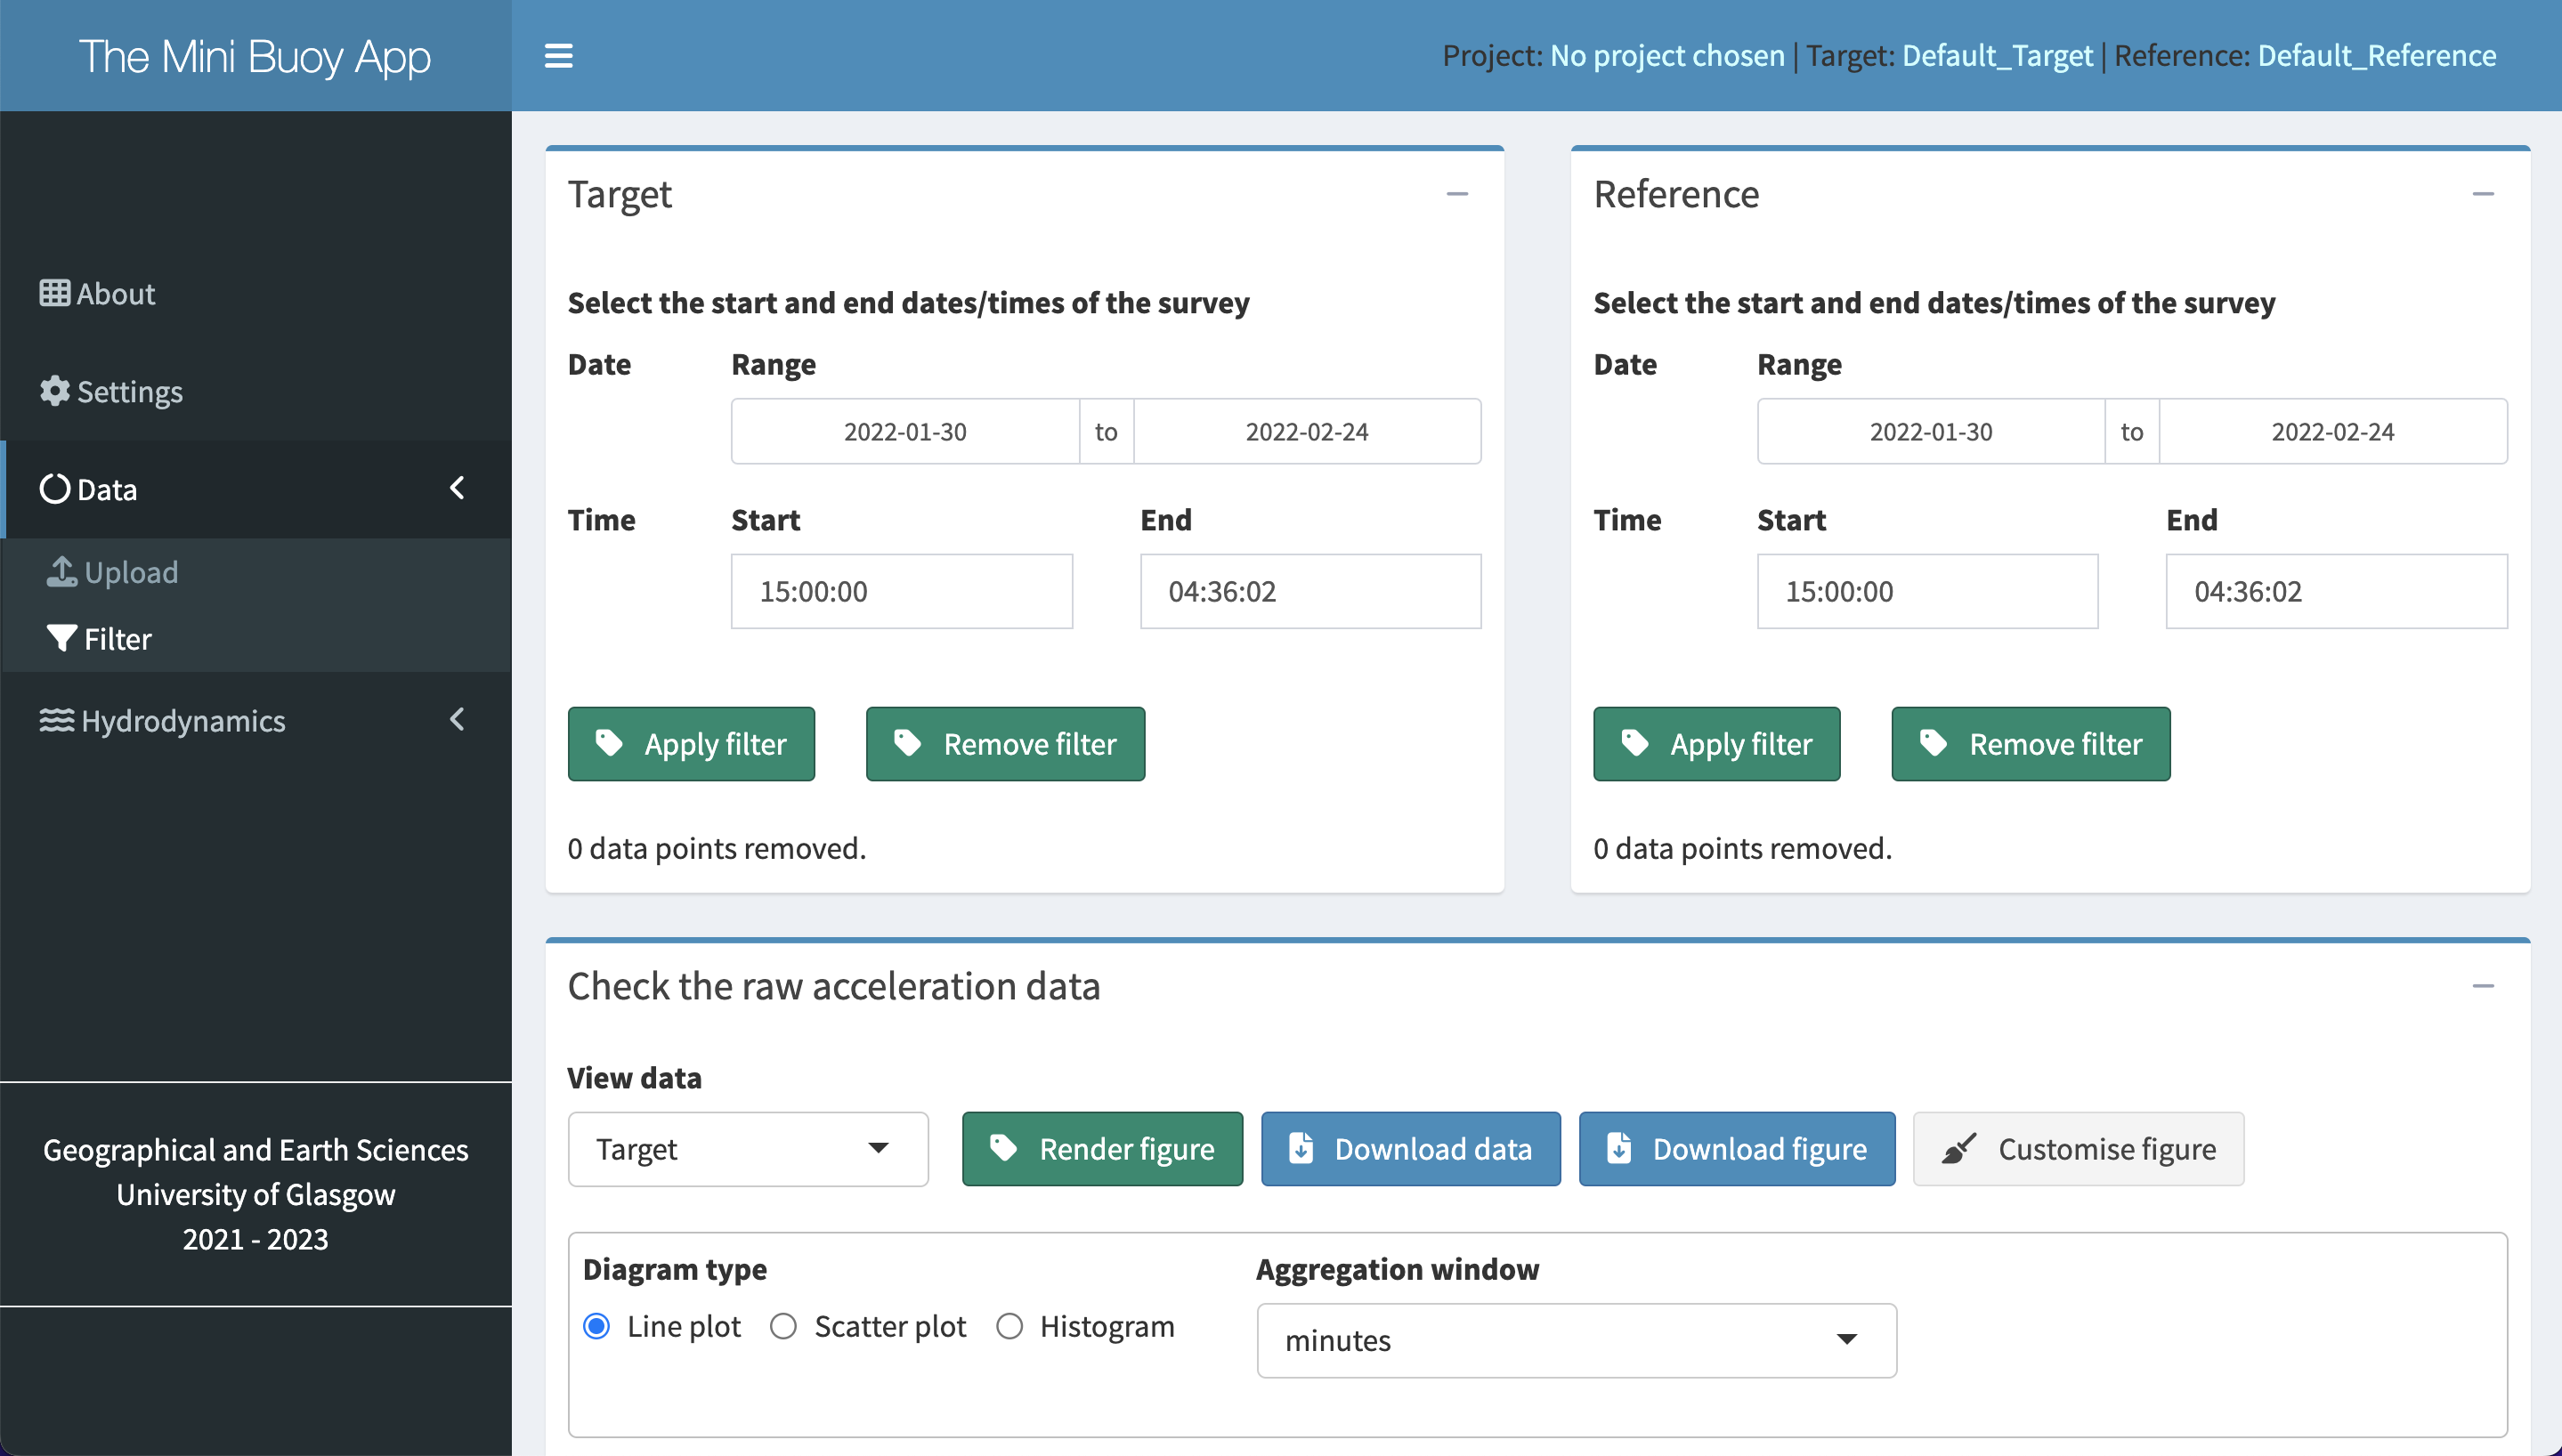 The Mini Buoy App
Project: No project chosen | Target: Default_Target | Reference: Default_Reference
About
Settings
Data
Upload
Filter
Hydrodynamics
Geographical and Earth Sciences
University of Glasgow
2021 - 2023
Target
Select the start and end dates/times of the survey
Date Range
2022-01-30 to 2022-02-24
Time Start End
15:00:00 04:36:02
Apply filter Remove filter
0 data points removed.
Reference
Select the start and end dates/times of the survey
Date Range
2022-01-30 to 2022-02-24
Time Start End
15:00:00 04:36:02
Apply filter Remove filter
0 data points removed.
Check the raw acceleration data
View data
Target Render figure Download data Download figure Customise figure
Diagram type Aggregation window
Line plot Scatter plot Histogram minutes